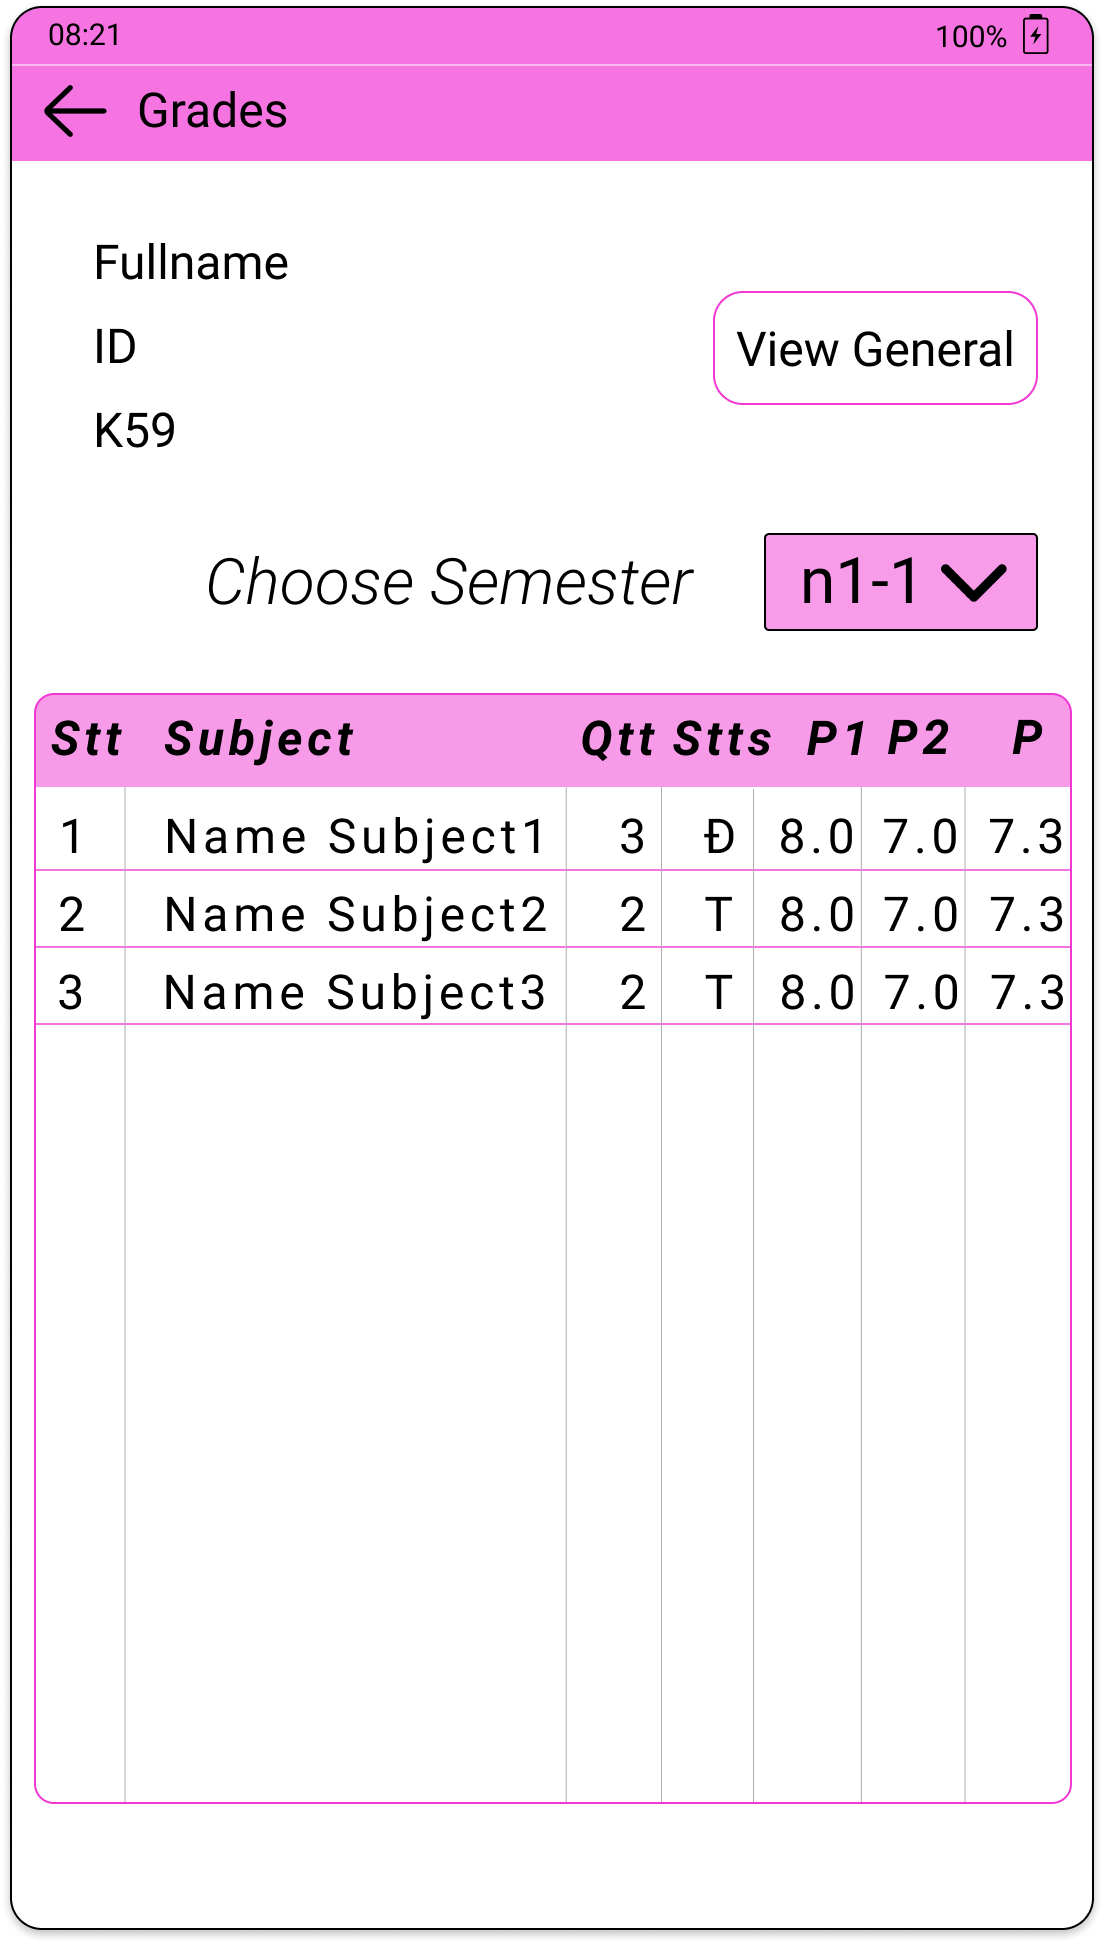 08:21 100%
Grades
Fullname
ID
View General
K59
Choose Semester n1-1
Stt Subject Qtt Stts P1 P2 P
1 Name Subject1 3 Đ 8.0 7.0 7.3
2 Name Subject2 2 T 8.0 7.0 7.3
3 Name Subject3 2 T 8.0 7.0 7.3